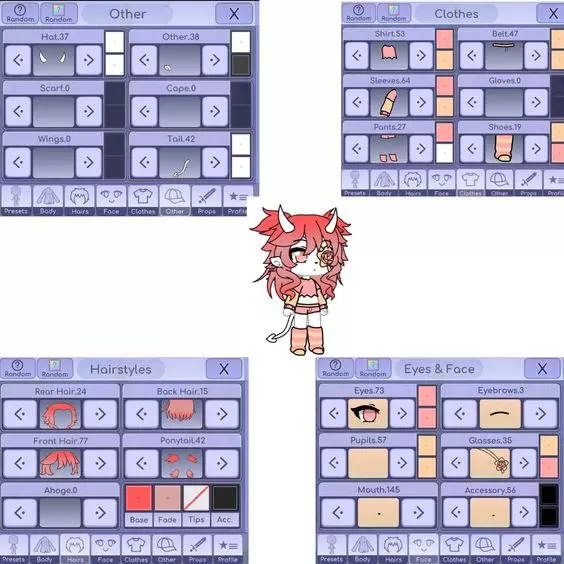 Random
Random
Other
X
Hat.37
Other.38
Scarf.0
Cape.0
Wings.0
Tail.42
Presets
Body
Hairs
Face
Clothes
Other
Props
Profile
Random
Random
Clothes
X
Shirt.53
Belt.47
Sleeves.64
Gloves.0
Pants.27
Shoes.19
Presets
Body
Hairs
Face
Clothes
Other
Props
Profile
Random
Random
Hairstyles
X
Rear Hair.24
Back Hair.15
Front Hair.77
Ponytail.42
Ahoge.0
Base
Fade
Tips
Acc.
Presets
Body
Hairs
Face
Clothes
Other
Props
Profile
Random
Random
Eyes & Face
X
Eyes.73
Eyebrows.3
Pupils.57
Glasses.35
Mouth.145
Accessory.56
Presets
Body
Hairs
Face
Clothes
Other
Props
Profile